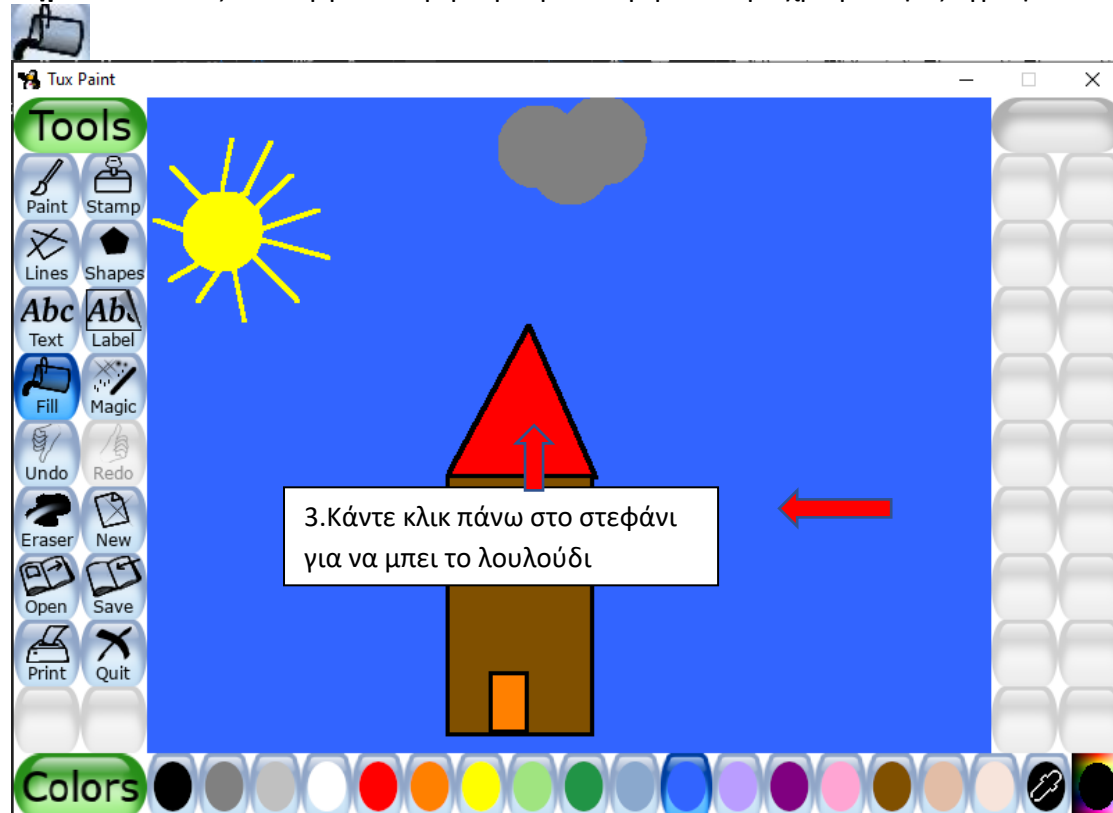 Tux Paint
Tools
Paint Stamp
Lines Shapes
Abc
Text Label
Fill Magic
Undo Redo
3.Κάντε κλικ πάνω στο στεφάνι
για να μπει το λουλούδι
Eraser New
Open Save
Print Quit
Colors